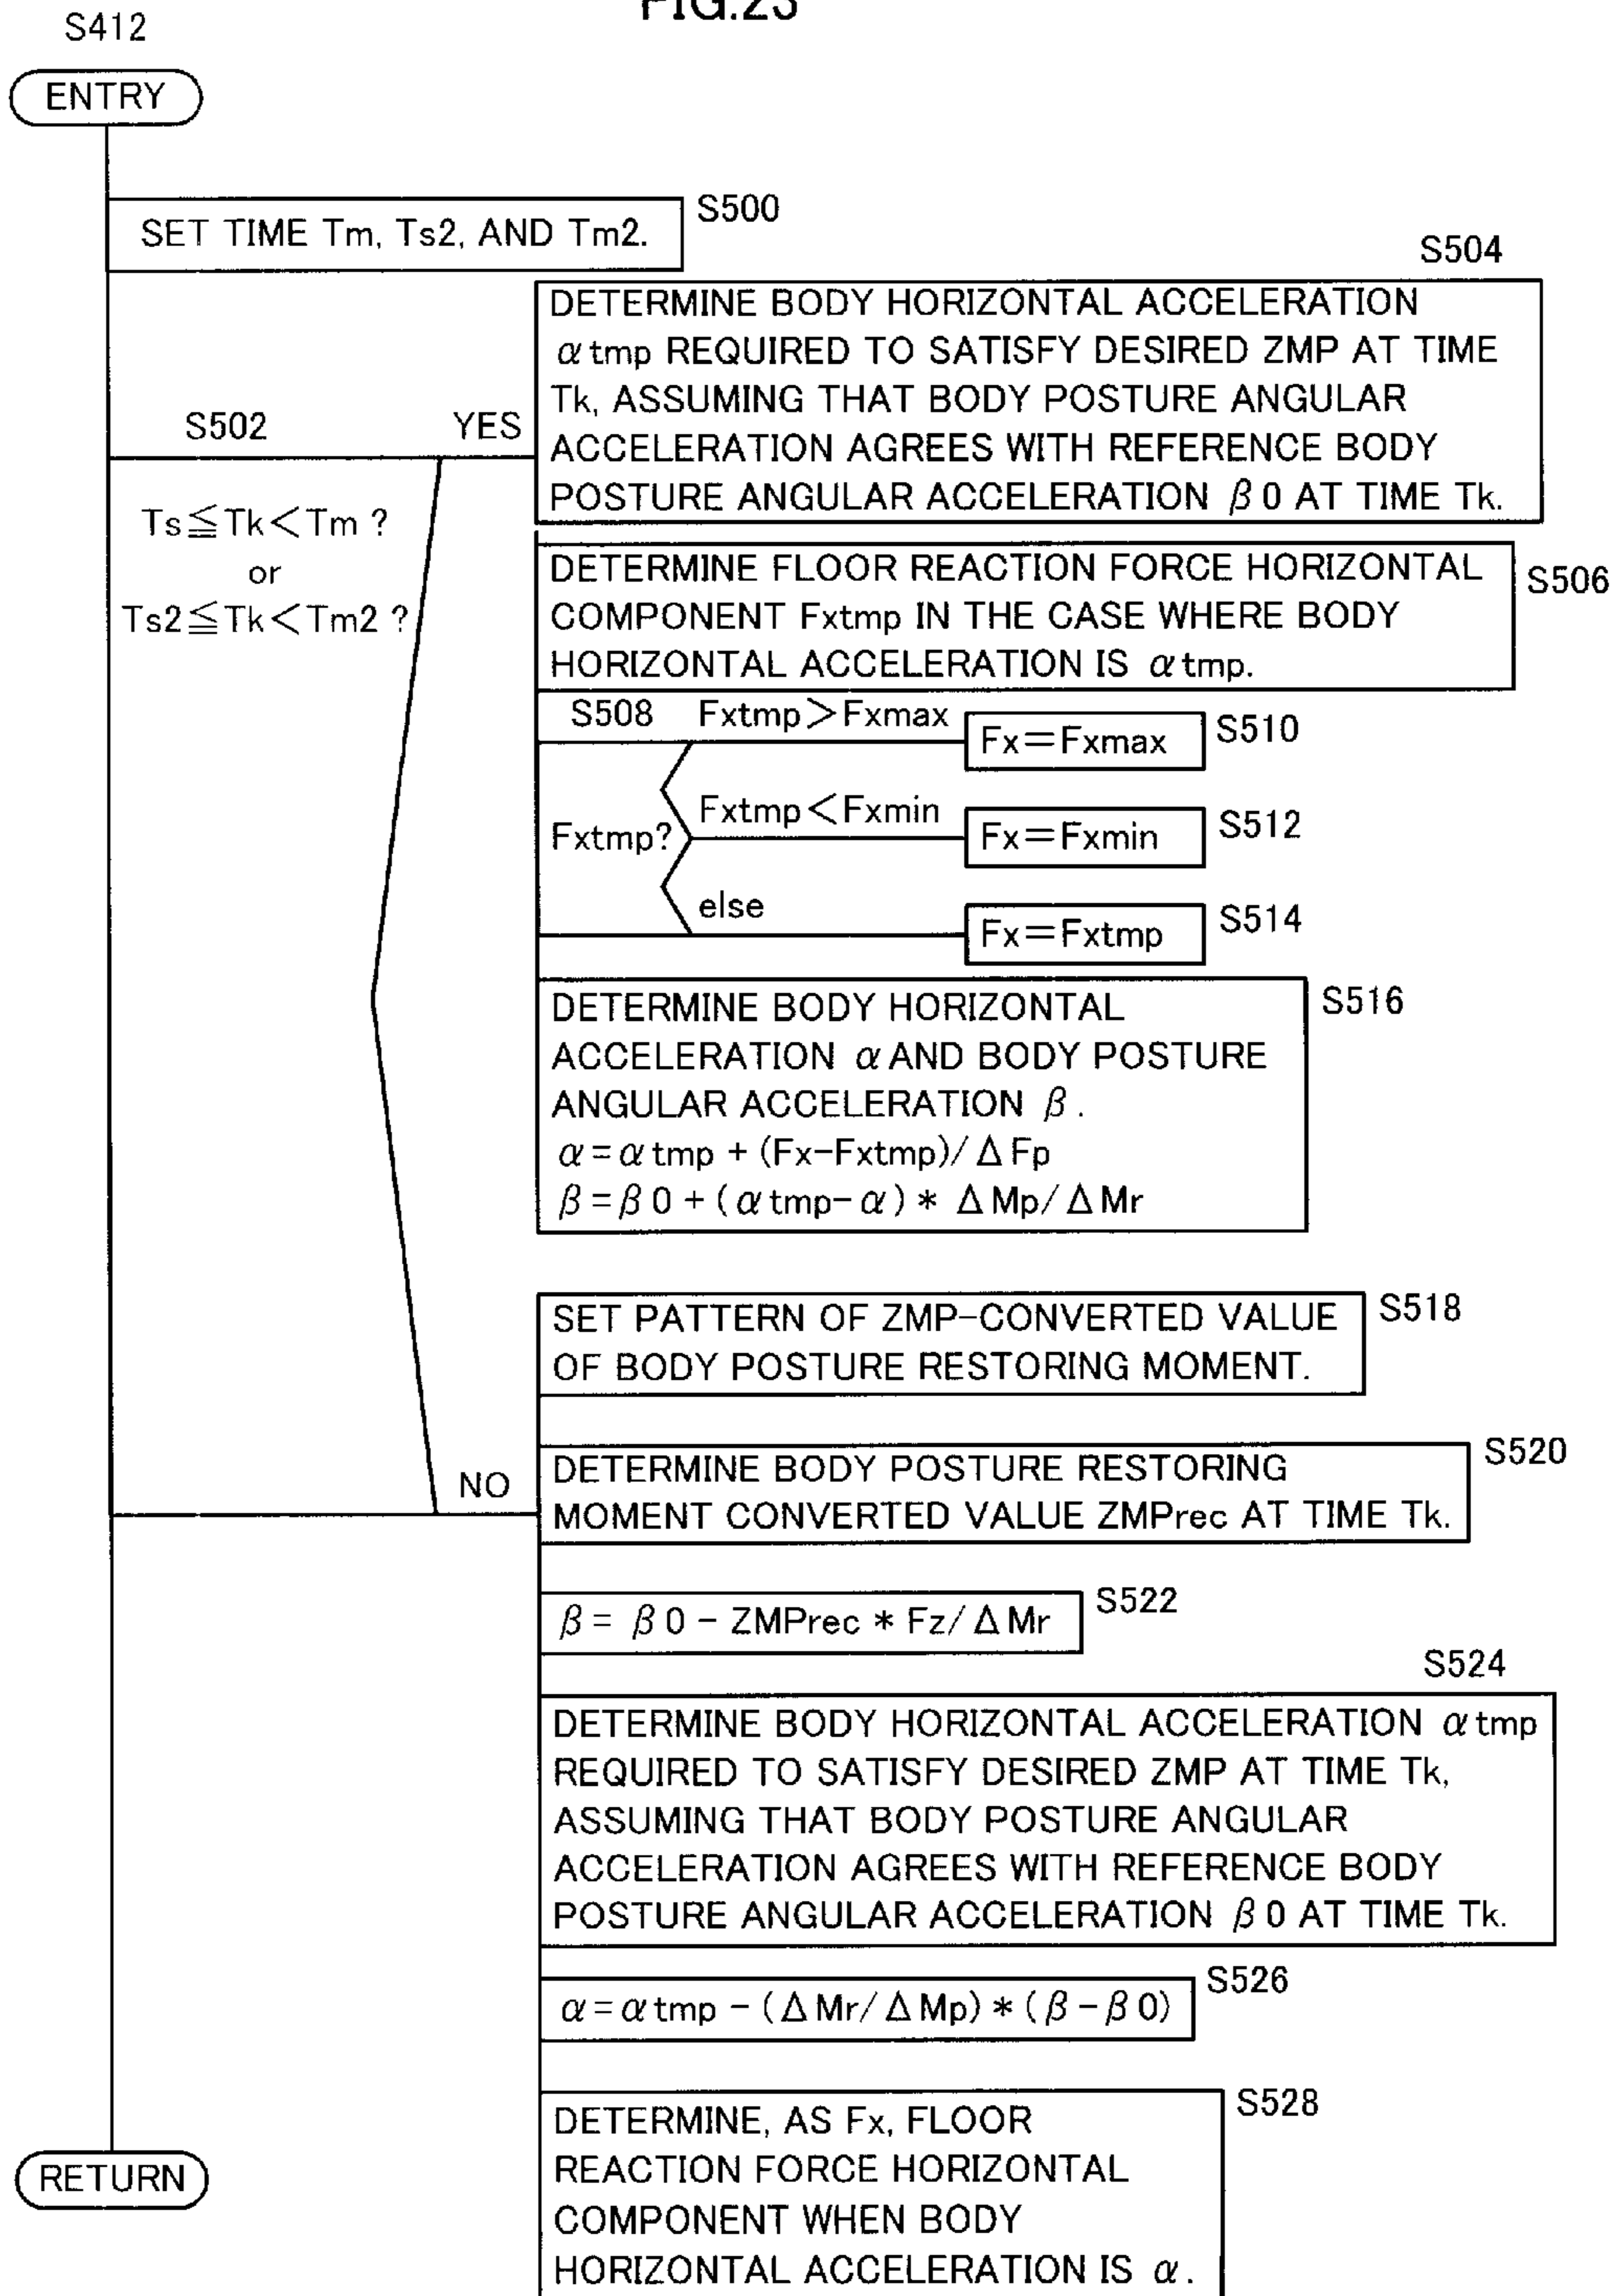 FIG.23
S412
ENTRY
SET TIME Tm, Ts2, AND Tm2.
S500
S504
DETERMINE BODY HORIZONTAL ACCELERATION
αtmp REQUIRED TO SATISFY DESIRED ZMP AT TIME
Tk, ASSUMING THAT BODY POSTURE ANGULAR
ACCELERATION AGREES WITH REFERENCE BODY
POSTURE ANGULAR ACCELERATION β0 AT TIME Tk.
S502
YES
Ts≦Tk<Tm ?
or
Ts2≦Tk<Tm2 ?
DETERMINE FLOOR REACTION FORCE HORIZONTAL
COMPONENT Fxtmp IN THE CASE WHERE BODY
HORIZONTAL ACCELERATION IS αtmp.
S506
S508
Fxtmp>Fxmax
Fx=Fxmax
S510
Fxtmp?
Fxtmp<Fxmin
Fx=Fxmin
S512
else
Fx=Fxtmp
S514
DETERMINE BODY HORIZONTAL
ACCELERATION α AND BODY POSTURE
ANGULAR ACCELERATION β.
α=αtmp + (Fx-Fxtmp)/ΔFp
β=β0 + (αtmp-α) * ΔMp/ΔMr
S516
SET PATTERN OF ZMP-CONVERTED VALUE
OF BODY POSTURE RESTORING MOMENT.
S518
NO
DETERMINE BODY POSTURE RESTORING
MOMENT CONVERTED VALUE ZMPrec AT TIME Tk.
S520
β= β0 - ZMPrec * Fz/ΔMr
S522
S524
DETERMINE BODY HORIZONTAL ACCELERATION αtmp
REQUIRED TO SATISFY DESIRED ZMP AT TIME Tk,
ASSUMING THAT BODY POSTURE ANGULAR
ACCELERATION AGREES WITH REFERENCE BODY
POSTURE ANGULAR ACCELERATION β0 AT TIME Tk.
α=αtmp - (ΔMr/ΔMp) * (β-β0)
S526
DETERMINE, AS Fx, FLOOR
REACTION FORCE HORIZONTAL
COMPONENT WHEN BODY
HORIZONTAL ACCELERATION IS α.
S528
RETURN